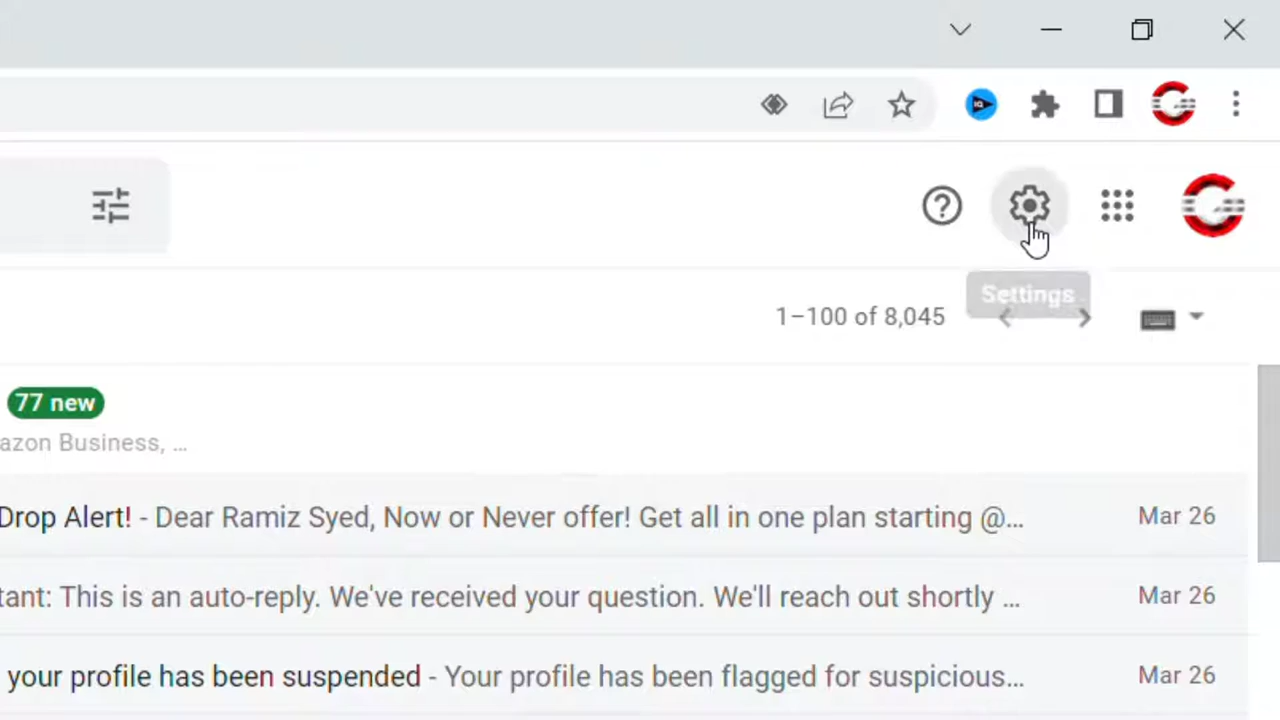 Settings
1–100 of 8,045
77 new
azon Business, ...
Drop Alert! - Dear Ramiz Syed, Now or Never offer! Get all in one plan starting @...
Mar 26
tant: This is an auto-reply. We've received your question. We'll reach out shortly ...
Mar 26
your profile has been suspended - Your profile has been flagged for suspicious...
Mar 26